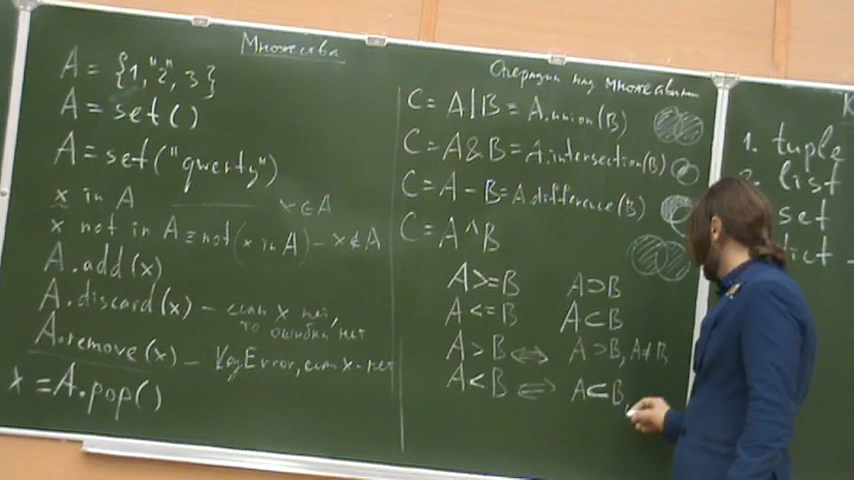 Множества
A = {1, "2", 3}
A = set()
A = set("qwerty")
x in A x ∈ A
x not in A ≡ not(x in A) - x ∉ A
A.add(x)
A.discard(x) - если x нет,
то ошибки нет
A.remove(x) - KeyError, если x - нет
x = A.pop()
Операции над множествами
C = A|B = A.union(B)
C = A&B = A.intersection(B)
C = A - B = A.difference(B)
C = A^B
A >= B A ⊃ B
A <= B A ⊂ B
A > B ⇔ A ⊃ B, A ≠ B
A < B ⇔ A ⊂ B,
1. tuple
2. list
set